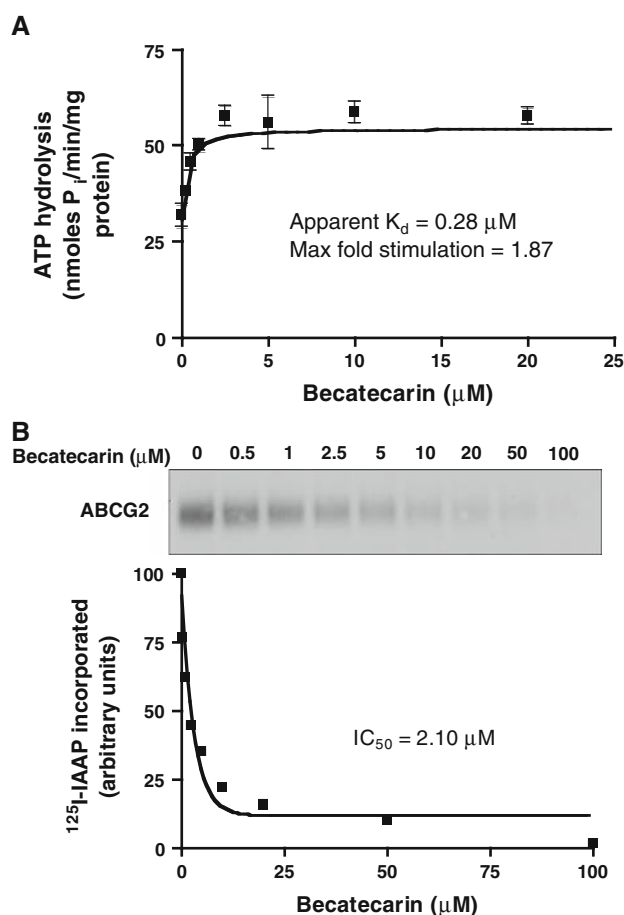 A
ATP hydrolysis
(nmoles Pi/min/mg
protein)
75
50
25
0
Apparent Kd = 0.28 μM
Max fold stimulation = 1.87
0 5 10 15 20 25
Becatecarin (μM)
B
Becatecarin (μM) 0 0.5 1 2.5 5 10 20 50 100
ABCG2
125I-IAAP incorporated
(arbitrary units)
100
75
50
25
0
IC50 = 2.10 μM
0 25 50 75 100
Becatecarin (μM)